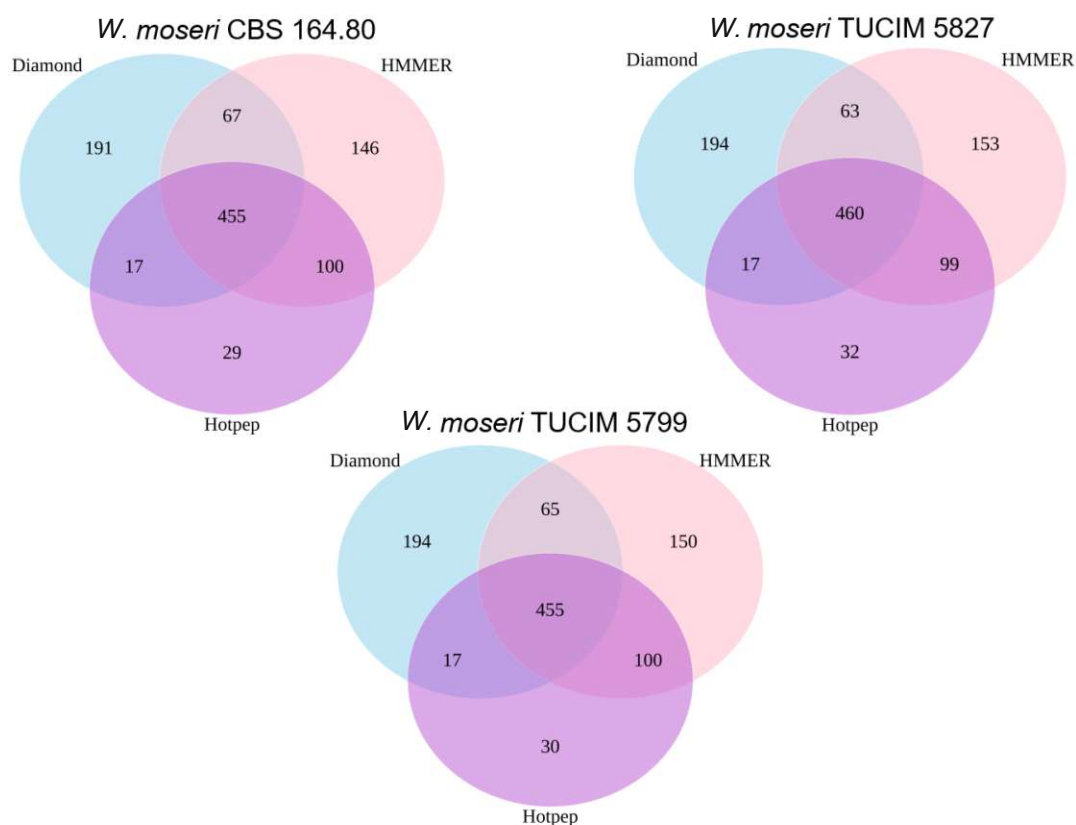 W. moseri CBS 164.80
Diamond
HMMER
67
191
146
455
17
100
29
Hotpep
W. moseri TUCIM 5827
Diamond
HMMER
63
194
153
460
17
99
32
Hotpep
W. moseri TUCIM 5799
Diamond
HMMER
65
194
150
455
17
100
30
Hotpep